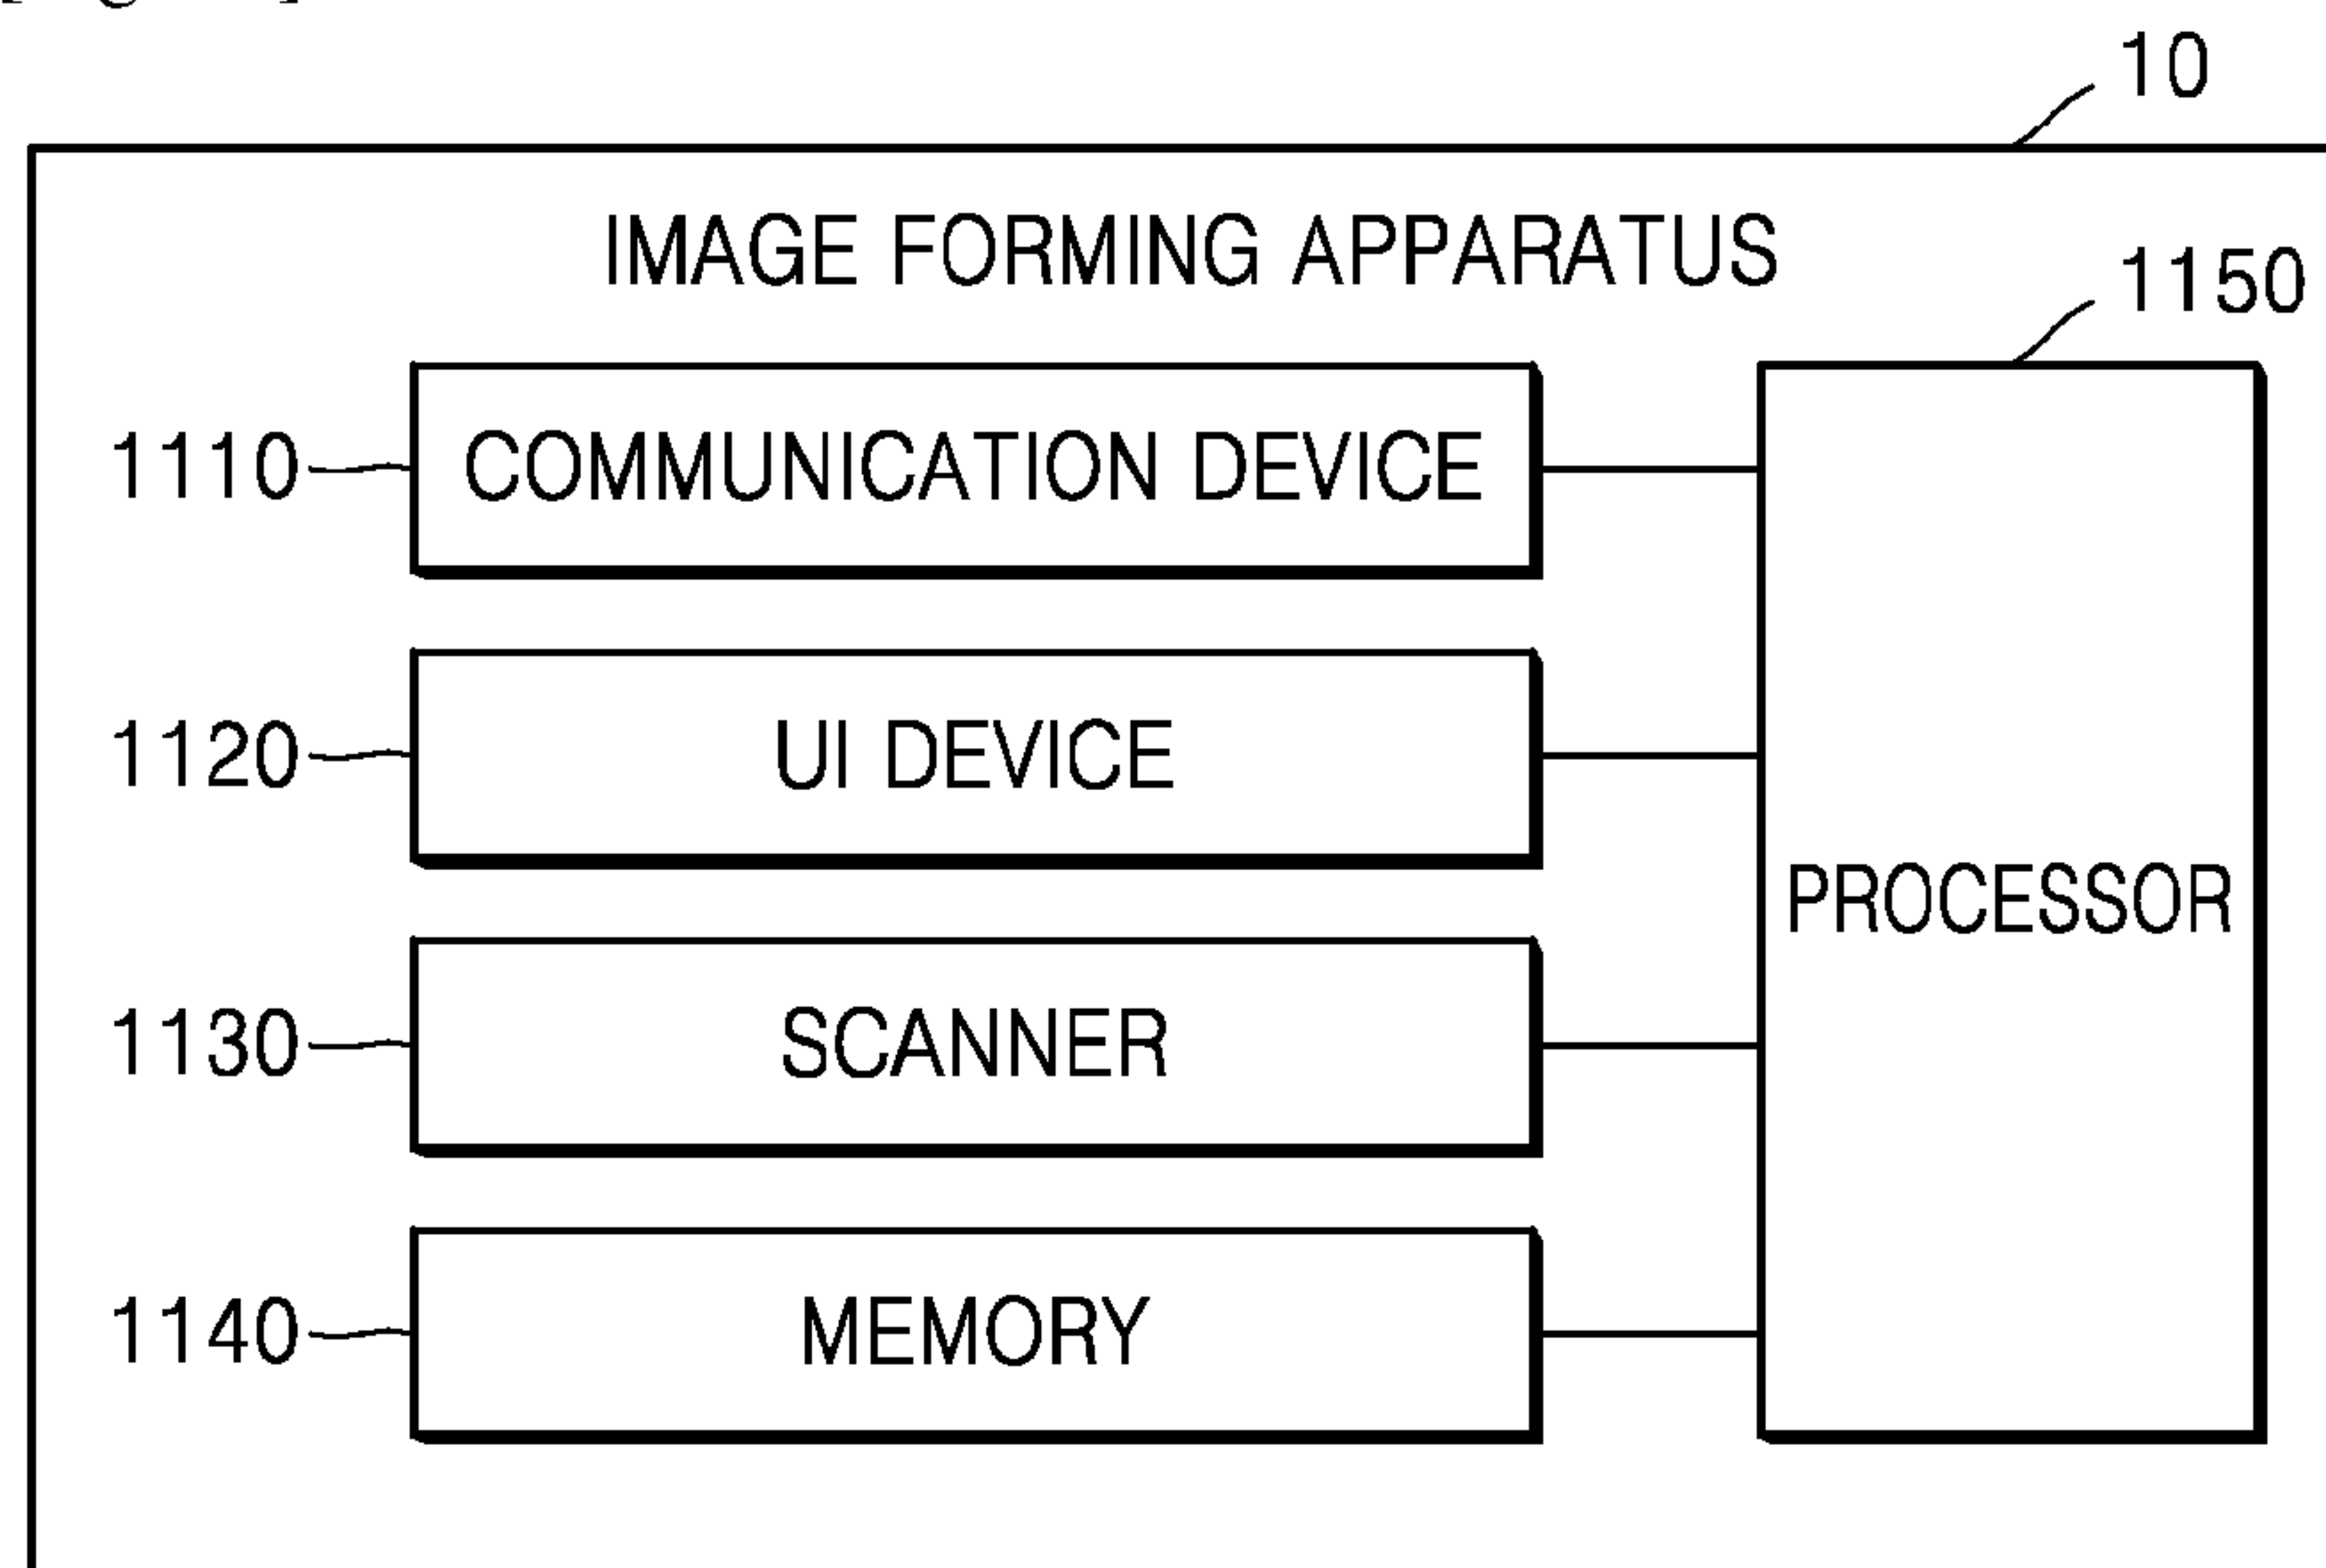 10
IMAGE FORMING APPARATUS
1150
1110 COMMUNICATION DEVICE
1120 UI DEVICE
PROCESSOR
1130 SCANNER
1140 MEMORY